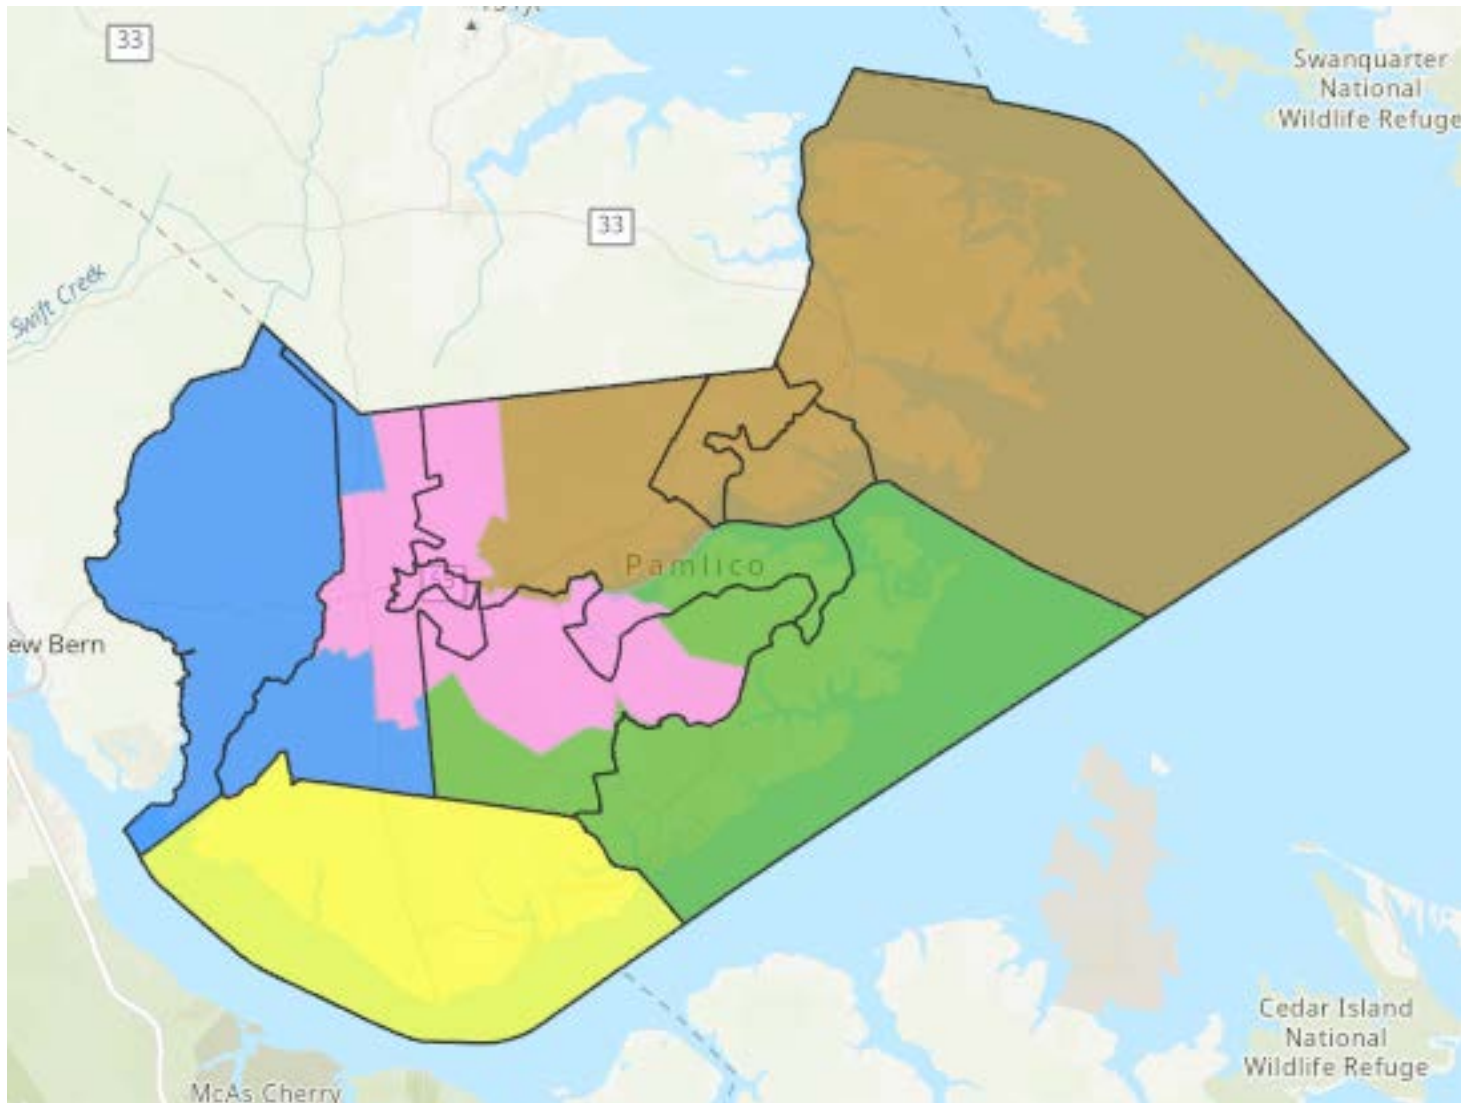 33
Swanquarter
National
Wildlife Refuge
33
Swift Creek
Pamlico
ew Bern
Cedar Island
National
Wildlife Refuge
McAs Cherry